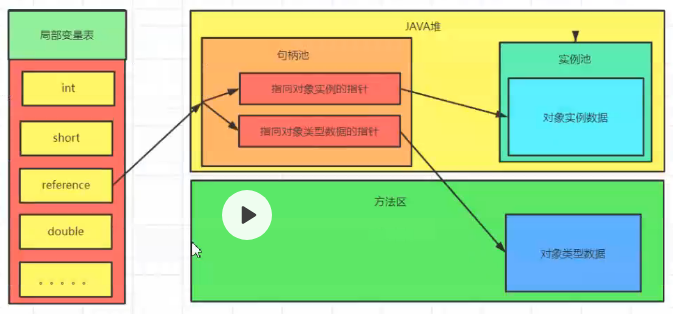 局部变量表
int
short
reference
double
。。。。。
JAVA堆
句柄池
指向对象实例的指针
指向对象类型数据的指针
实例池
对象实例数据
方法区
对象类型数据